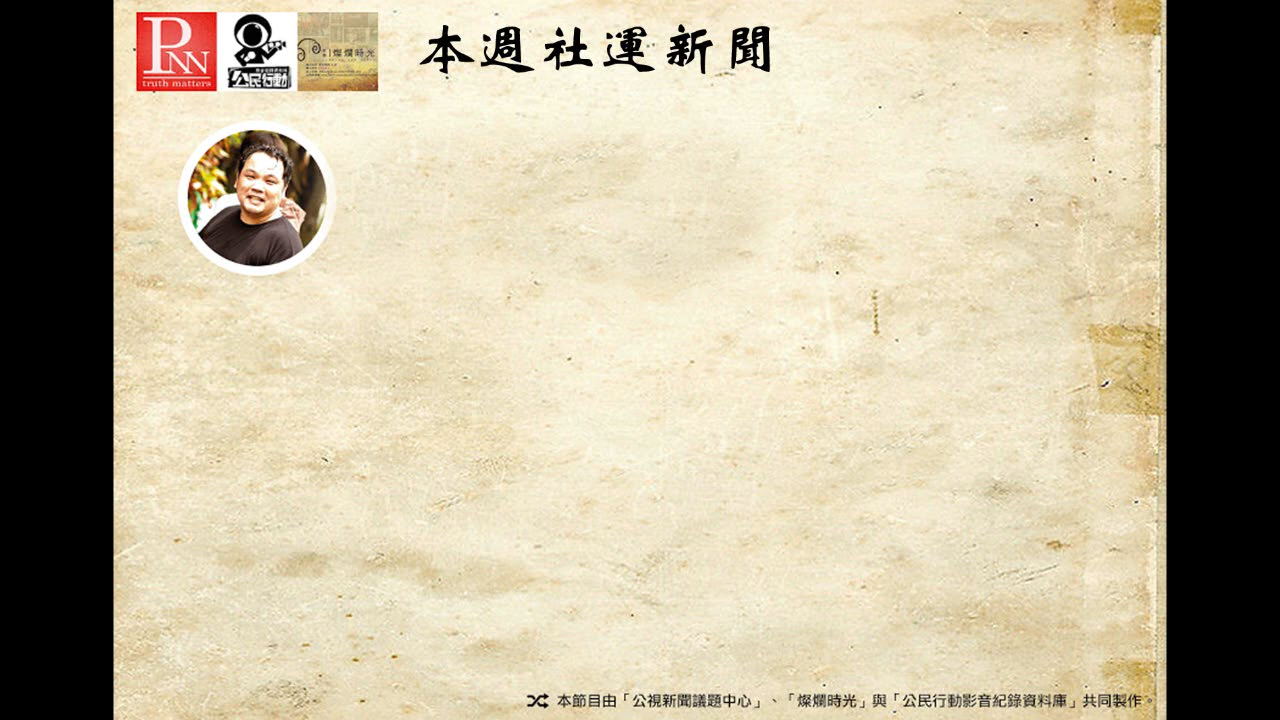 PNN
truth matters
公民行動
燦爛時光
本週社運新聞
本節目由「公視新聞議題中心」、「燦爛時光」與「公民行動影音紀錄資料庫」共同製作。